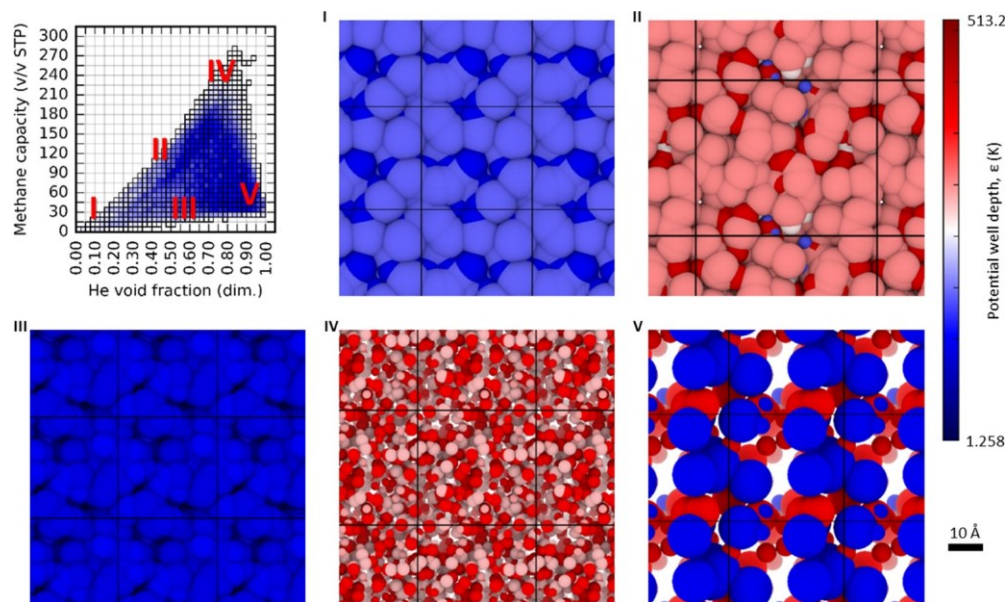 300
270
240
210
180
150
120
90
60
30
0
Methane capacity (v/v STP)
I
II
III
IV
V
0.00
0.10
0.20
0.30
0.40
0.50
0.60
0.70
0.80
0.90
1.00
He void fraction (dim.)
I
II
513.2
Potential well depth, ε (K)
1.258
10 Å
III
IV
V